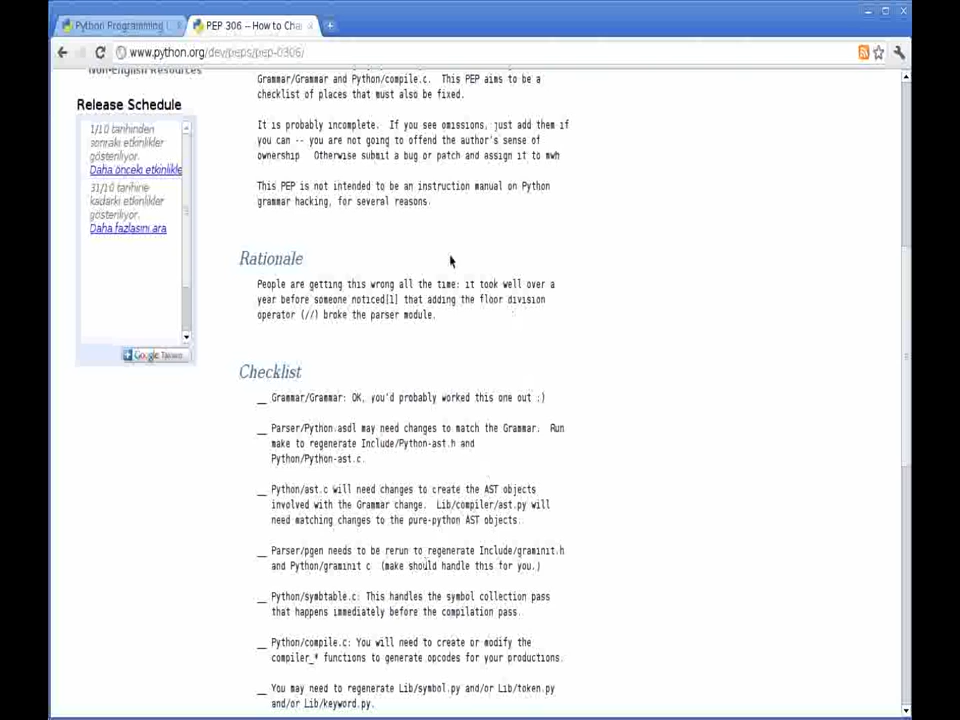 Python Programming L
PEP 306 -- How to Cha
www.python.org/dev/peps/pep-0306/
Non-English Resources
Release Schedule
1/10 tarihinden
sonraki etkinlikler
gösteriliyor.
Daha önceki etkinlikle
31/10 tarihine
kadarki etkinlikler
gösteriliyor.
Daha fazlasını ara
Google Takvim
Grammar/Grammar and Python/compile.c. This PEP aims to be a
checklist of places that must also be fixed.
It is probably incomplete. If you see omissions, just add them if
you can -- you are not going to offend the author's sense of
ownership Otherwise submit a bug or patch and assign it to mwh
This PEP is not intended to be an instruction manual on Python
grammar hacking, for several reasons.
Rationale
People are getting this wrong all the time: it took well over a
year before someone noticed[1] that adding the floor division
operator (//) broke the parser module.
Checklist
__ Grammar/Grammar: OK, you'd probably worked this one out :)
__ Parser/Python.asdl may need changes to match the Grammar. Run
make to regenerate Include/Python-ast.h and
Python/Python-ast.c.
__ Python/ast.c will need changes to create the AST objects
involved with the Grammar change. Lib/compiler/ast.py will
need matching changes to the pure-python AST objects.
__ Parser/pgen needs to be rerun to regenerate Include/graminit.h
and Python/graminit c (make should handle this for you.)
__ Python/symbtable.c: This handles the symbol collection pass
that happens immediately before the compilation pass.
__ Python/compile.c: You will need to create or modify the
compiler_* functions to generate opcodes for your productions.
__ You may need to regenerate Lib/symbol.py and/or Lib/token.py
and/or Lib/keyword.py.